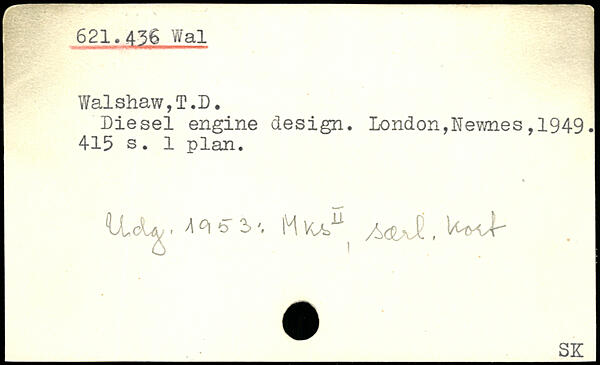 621.436 Wal
Walshaw,T.D.
Diesel engine design. London,Newnes,1949.
415 s. 1 plan.
Udg. 1953: Mks II, særl. kort
SK